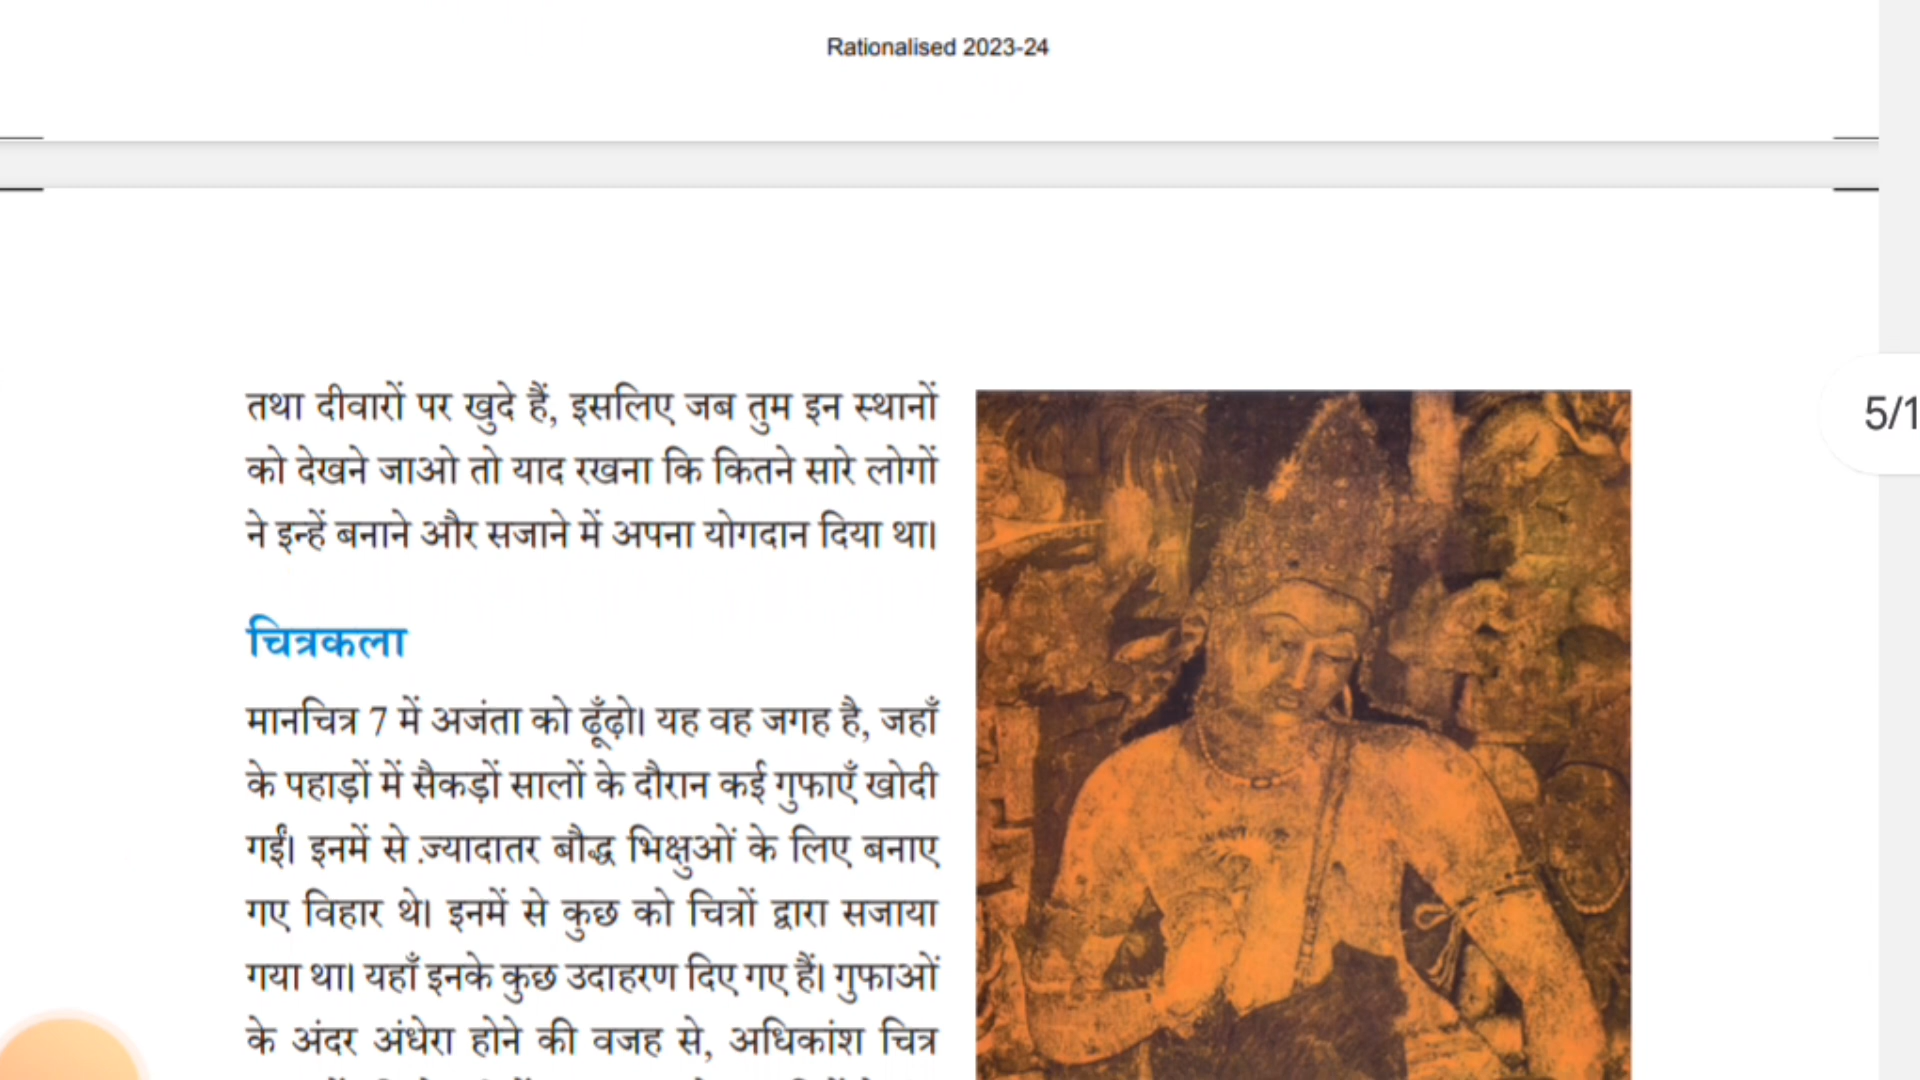 Rationalised 2023-24
5/1
तथा दीवारों पर खुदे हैं, इसलिए जब तुम इन स्थानों
को देखने जाओ तो याद रखना कि कितने सारे लोगों
ने इन्हें बनाने और सजाने में अपना योगदान दिया था।
चित्रकला
मानचित्र 7 में अजंता को ढूँढ़ो। यह वह जगह है, जहाँ
के पहाड़ों में सैकड़ों सालों के दौरान कई गुफाएँ खोदी
गईं। इनमें से ज़्यादातर बौद्ध भिक्षुओं के लिए बनाए
गए विहार थे। इनमें से कुछ को चित्रों द्वारा सजाया
गया था। यहाँ इनके कुछ उदाहरण दिए गए हैं। गुफाओं
के अंदर अंधेरा होने की वजह से, अधिकांश चित्र